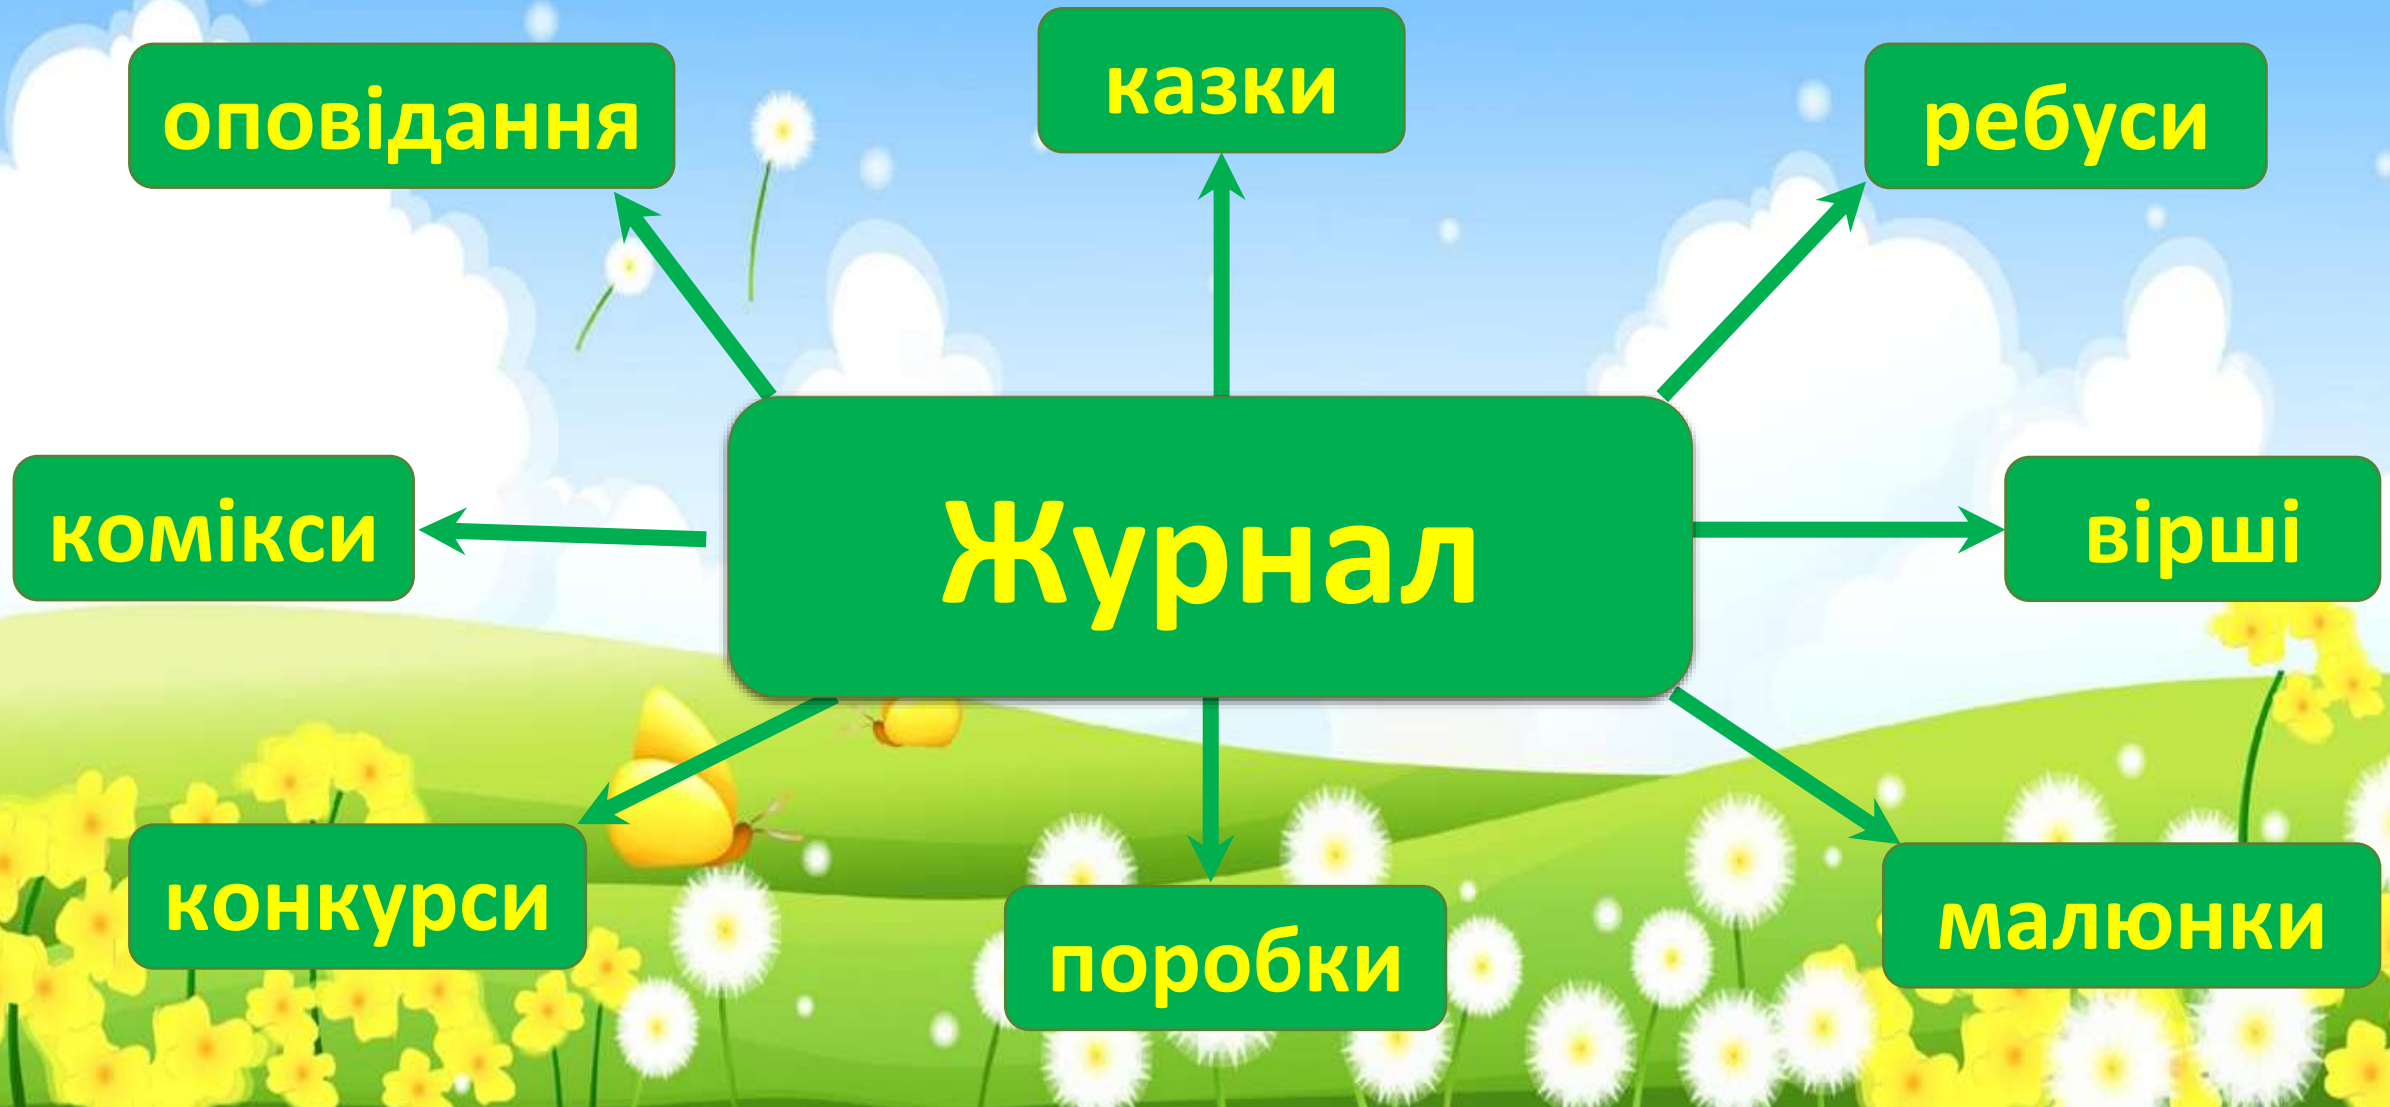 казки
оповідання
ребуси
комікси
Журнал
вірші
конкурси
поробки
малюнки